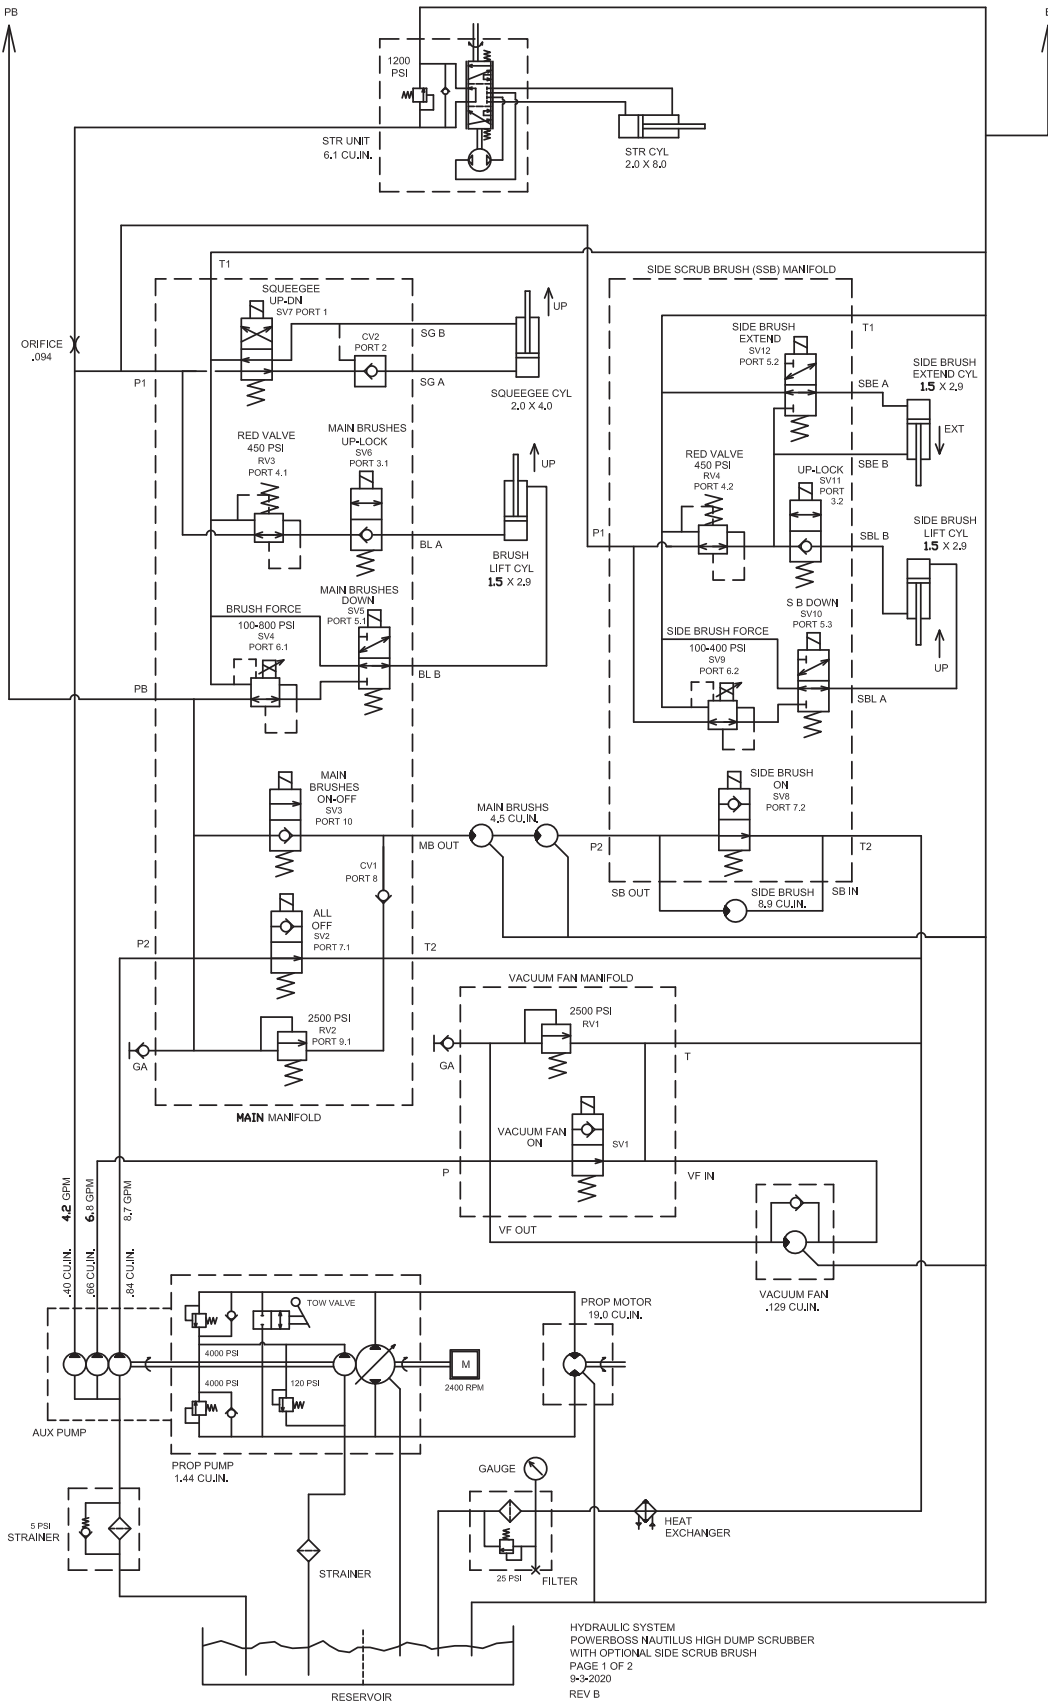 PB
B
1200
PSI
STR UNIT
6.1 CU.IN.
STR CYL
2.0 X 8.0
T1
SQUEEGEE
UP-DN
SV7 PORT 1
SG B
CV2
PORT 2
UP
ORIFICE
.094
P1
SG A
SQUEEGEE CYL
2.0 X 4.0
SIDE SCRUB BRUSH (SSB) MANIFOLD
T1
SIDE BRUSH
EXTEND
SV12
PORT 5.2
SIDE BRUSH
EXTEND CYL
1.5 X 2.9
SBE A
EXT
RED VALVE
450 PSI
RV3
PORT 4.1
MAIN BRUSHES
UP-LOCK
SV6
PORT 3.1
UP
RED VALVE
450 PSI
RV4
PORT 4.2
SBE B
UP-LOCK
SV11
PORT
3.2
P1
SBL B
SIDE BRUSH
LIFT CYL
1.5 X 2.9
BL A
BRUSH
LIFT CYL
1.5 X 2.9
MAIN BRUSHES
DOWN
SV5
PORT 5.1
BRUSH FORCE
100-800 PSI
SV4
PORT 6.1
S B DOWN
SV10
PORT 5.3
SIDE BRUSH FORCE
100-400 PSI
SV9
PORT 6.2
UP
BL B
PB
SBL A
MAIN
BRUSHES
ON-OFF
SV3
PORT 10
MAIN BRUSHS
4.5 CU.IN.
SIDE BRUSH
ON
SV8
PORT 7.2
MB OUT
P2
T2
CV1
PORT 8
SB OUT
SIDE BRUSH
8.9 CU.IN.
SB IN
ALL
OFF
SV2
PORT 7.1
P2
T2
VACUUM FAN MANIFOLD
2500 PSI
RV2
PORT 9.1
2500 PSI
RV1
GA
GA
T
MAIN MANIFOLD
VACUUM FAN
ON
SV1
P
VF IN
VF OUT
4.2 GPM
6.8 GPM
8.7 GPM
.40 CU.IN.
.66 CU.IN.
.84 CU.IN.
VACUUM FAN
.129 CU.IN.
TOW VALVE
PROP MOTOR
19.0 CU.IN.
4000 PSI
4000 PSI
120 PSI
M
2400 RPM
AUX PUMP
PROP PUMP
1.44 CU.IN.
GAUGE
5 PSI
STRAINER
STRAINER
HEAT
EXCHANGER
25 PSI
FILTER
RESERVOIR
HYDRAULIC SYSTEM
POWERBOSS NAUTILUS HIGH DUMP SCRUBBER
WITH OPTIONAL SIDE SCRUB BRUSH
PAGE 1 OF 2
9-3-2020
REV B